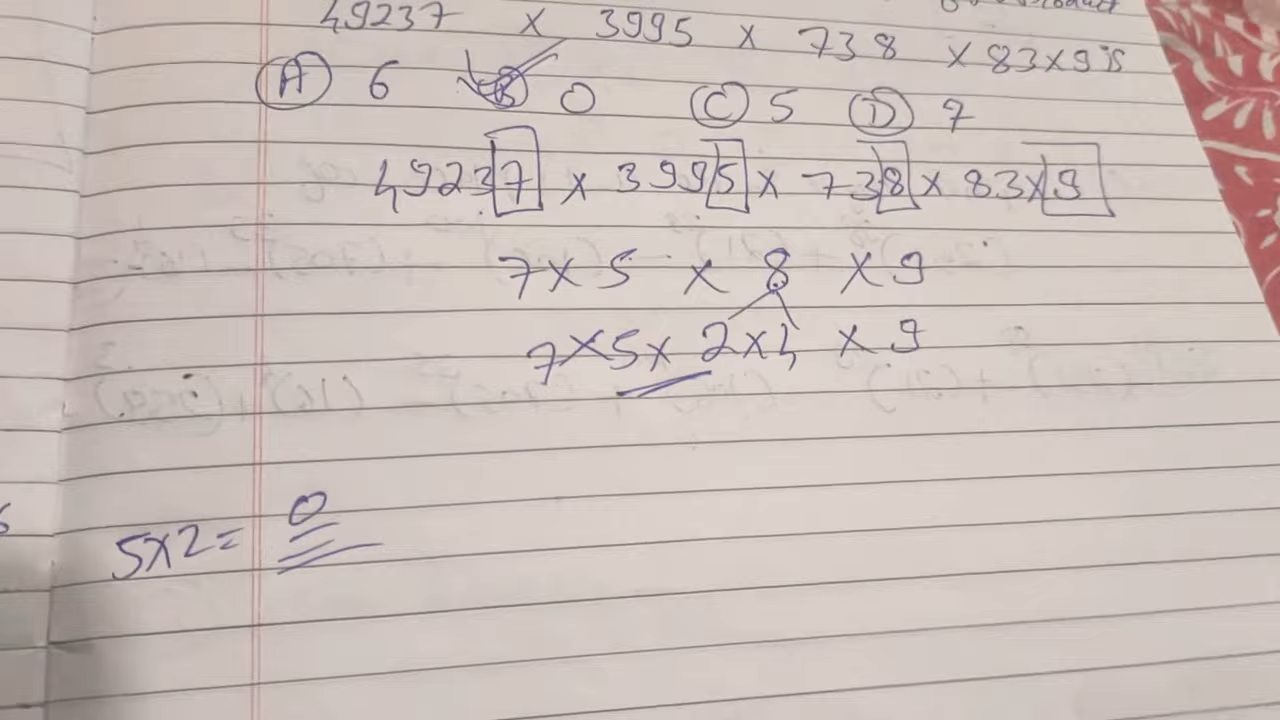 49237 x 3995 x 738 x 83x9 is
A 6 B 0 C 5 D 7
49237 x 3995 x 738 x 83x9
7x5 x 8 x 9
7x5x 2x4 x 9
5x2= 0